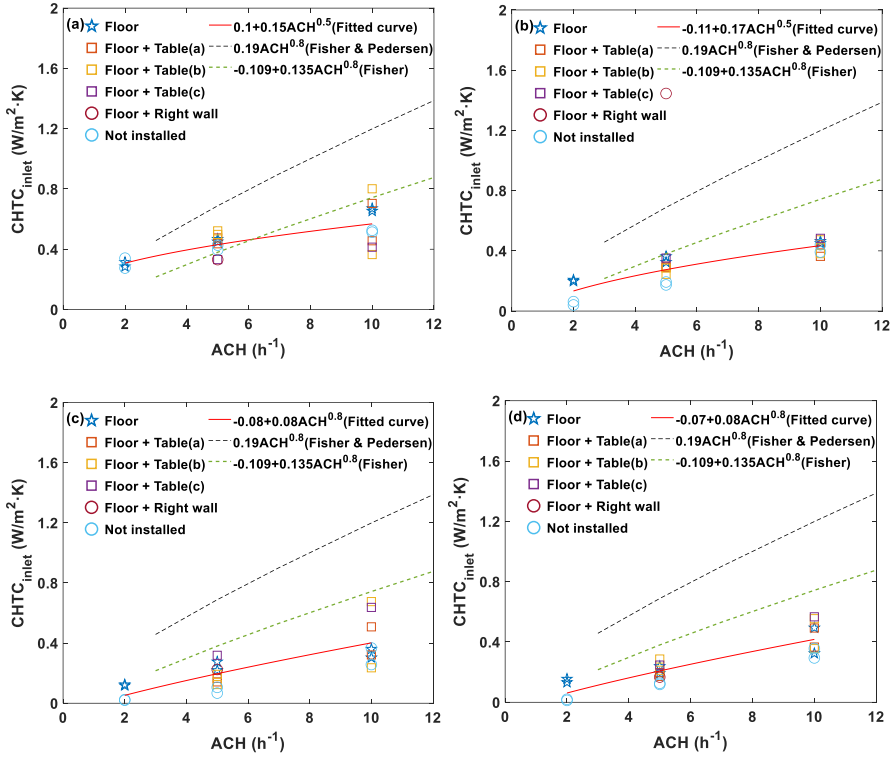 (a)
Floor
Floor + Table(a)
Floor + Table(b)
Floor + Table(c)
Floor + Right wall
Not installed
0.1+0.15ACH^0.5(Fitted curve)
0.19ACH^0.8(Fisher & Pedersen)
-0.109+0.135ACH^0.8(Fisher)
CHTC_inlet (W/m^2·K)
2
1.6
1.2
0.8
0.4
0
0 2 4 6 8 10 12
ACH (h^-1)
(b)
Floor
Floor + Table(a)
Floor + Table(b)
Floor + Table(c)
Floor + Right wall
Not installed
-0.11+0.17ACH^0.5(Fitted curve)
0.19ACH^0.8(Fisher & Pedersen)
-0.109+0.135ACH^0.8(Fisher)
CHTC_inlet (W/m^2·K)
2
1.6
1.2
0.8
0.4
0
0 2 4 6 8 10 12
ACH (h^-1)
(c)
Floor
Floor + Table(a)
Floor + Table(b)
Floor + Table(c)
Floor + Right wall
Not installed
-0.08+0.08ACH^0.8(Fitted curve)
0.19ACH^0.8(Fisher & Pedersen)
-0.109+0.135ACH^0.8(Fisher)
CHTC_inlet (W/m^2·K)
2
1.6
1.2
0.8
0.4
0
0 2 4 6 8 10 12
ACH (h^-1)
(d)
Floor
Floor + Table(a)
Floor + Table(b)
Floor + Table(c)
Floor + Right wall
Not installed
-0.07+0.08ACH^0.8(Fitted curve)
0.19ACH^0.8(Fisher & Pedersen)
-0.109+0.135ACH^0.8(Fisher)
CHTC_inlet (W/m^2·K)
2
1.6
1.2
0.8
0.4
0
0 2 4 6 8 10 12
ACH (h^-1)